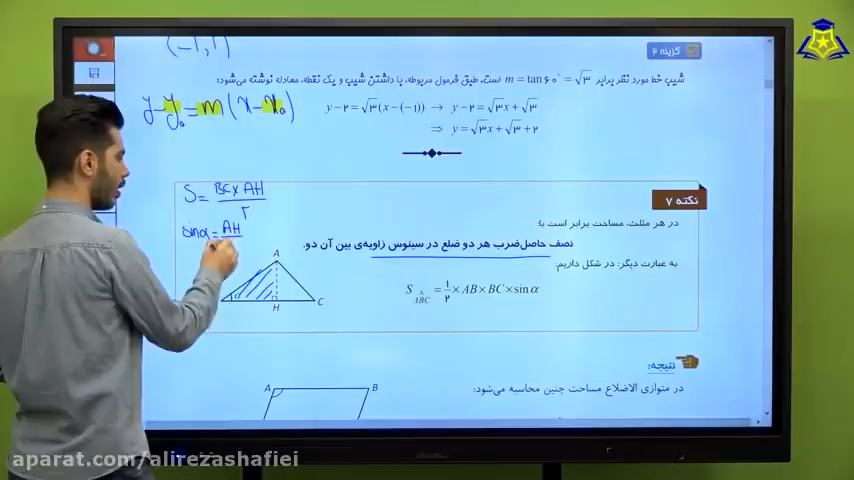 (-1,1)
گزینه ۲
شیب خط مورد نظر برابر m = tan ۶۰° = √۳ است. طبق فرمول مربوطه، با داشتن شیب و یک نقطه، معادله نوشته می‌شود:
y-y₀=m(x-x₀)
y-۲=√۳(x-(-۱)) → y-۲=√۳x+√۳
⇒ y=√۳x+√۳+۲
نکته ۷
S = BC × AH / ۲
در هر مثلث، مساحت برابر است با:
sinα = AH
نصف حاصل‌ضرب هر دو ضلع در سینوس زاویه‌ی بین آن دو.
به عبارت دیگر؛ در شکل داریم:
A
S ABC = ۱/۲ × AB × BC × sin α
C
H
نتیجه:
در متوازی الاضلاع مساحت چنین محاسبه می‌شود:
A B
aparat.com/alirezashafiei